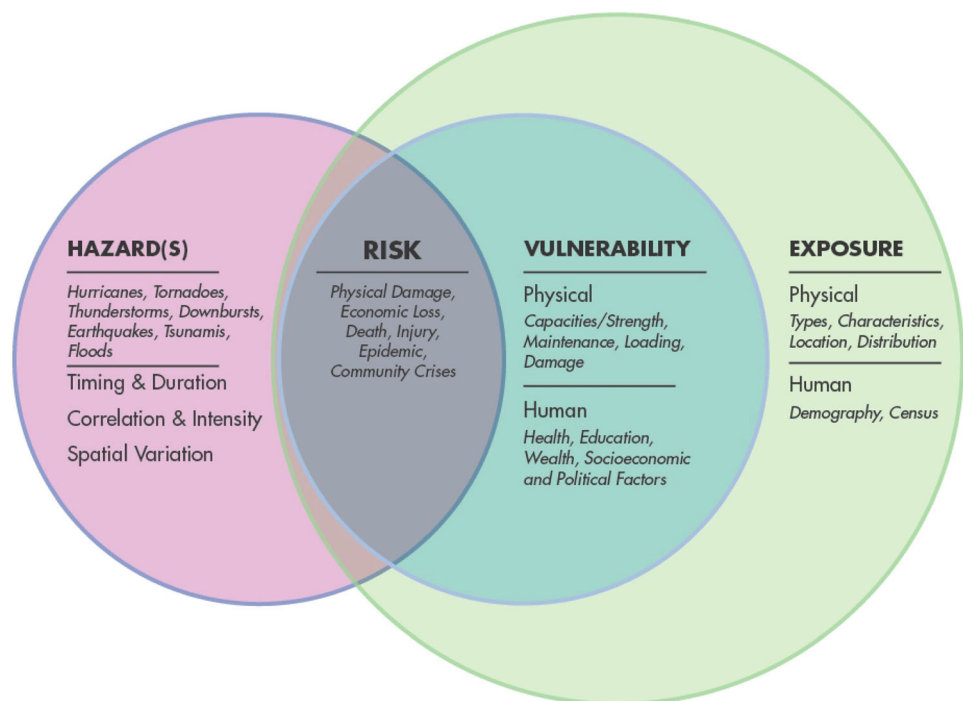 HAZARD(S)
Hurricanes, Tornadoes,
Thunderstorms, Downbursts,
Earthquakes, Tsunamis,
Floods
Timing & Duration
Correlation & Intensity
Spatial Variation
RISK
Physical Damage,
Economic Loss,
Death, Injury,
Epidemic,
Community Crises
VULNERABILITY
Physical
Capacities/Strength,
Maintenance, Loading,
Damage
Human
Health, Education,
Wealth, Socioeconomic
and Political Factors
EXPOSURE
Physical
Types, Characteristics,
Location, Distribution
Human
Demography, Census